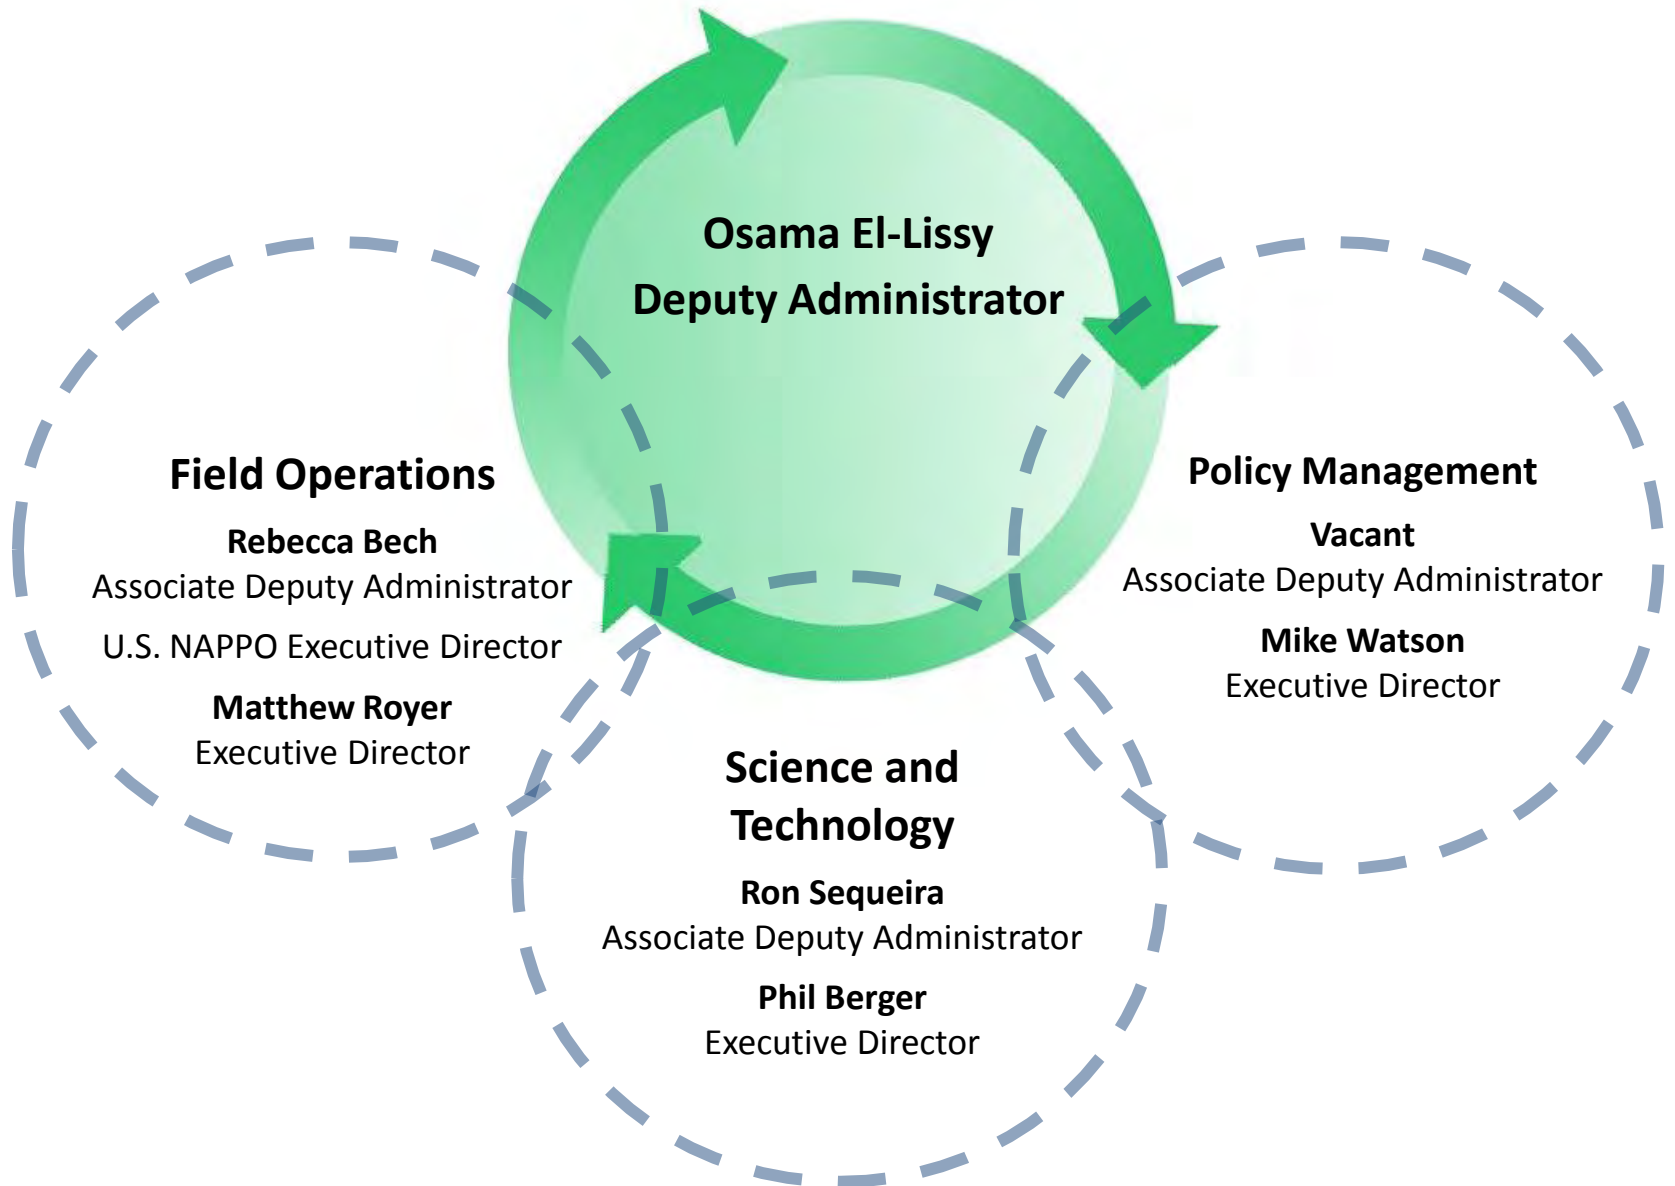 Osama El-Lissy
Deputy Administrator
Field Operations
Rebecca Bech
Associate Deputy Administrator
U.S. NAPPO Executive Director
Matthew Royer
Executive Director
Policy Management
Vacant
Associate Deputy Administrator
Mike Watson
Executive Director
Science and
Technology
Ron Sequeira
Associate Deputy Administrator
Phil Berger
Executive Director